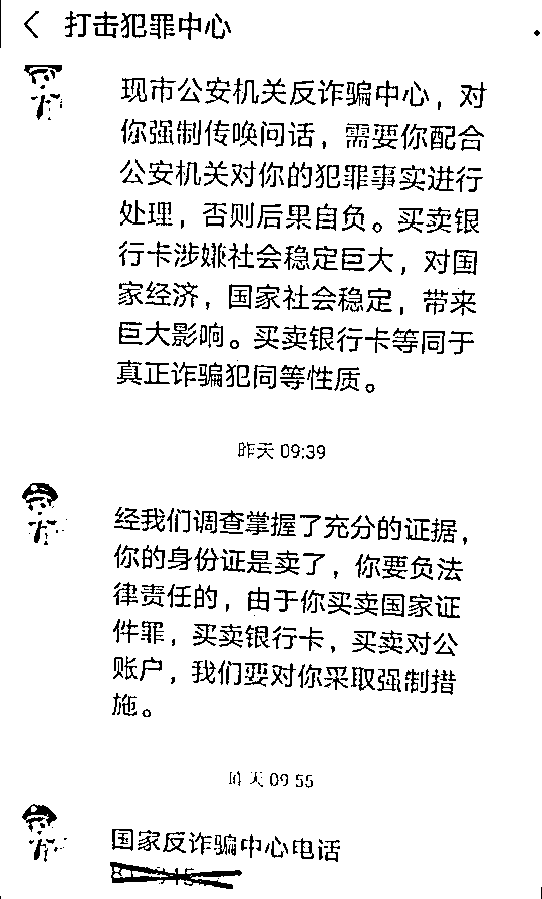 打击犯罪中心
现市公安机关反诈骗中心，对
你强制传唤问话，需要你配合
公安机关对你的犯罪事实进行
处理，否则后果自负。买卖银
行卡涉嫌社会稳定巨大，对国
家经济，国家社会稳定，带来
巨大影响。买卖银行卡等同于
真正诈骗犯同等性质。
昨天 09:39
经我们调查掌握了充分的证据，
你的身份证是卖了，你要负法
律责任的，由于你买卖国家证
件罪，买卖银行卡，买卖对公
账户，我们要对你采取强制措
施。
昨天 09:55
国家反诈骗中心电话